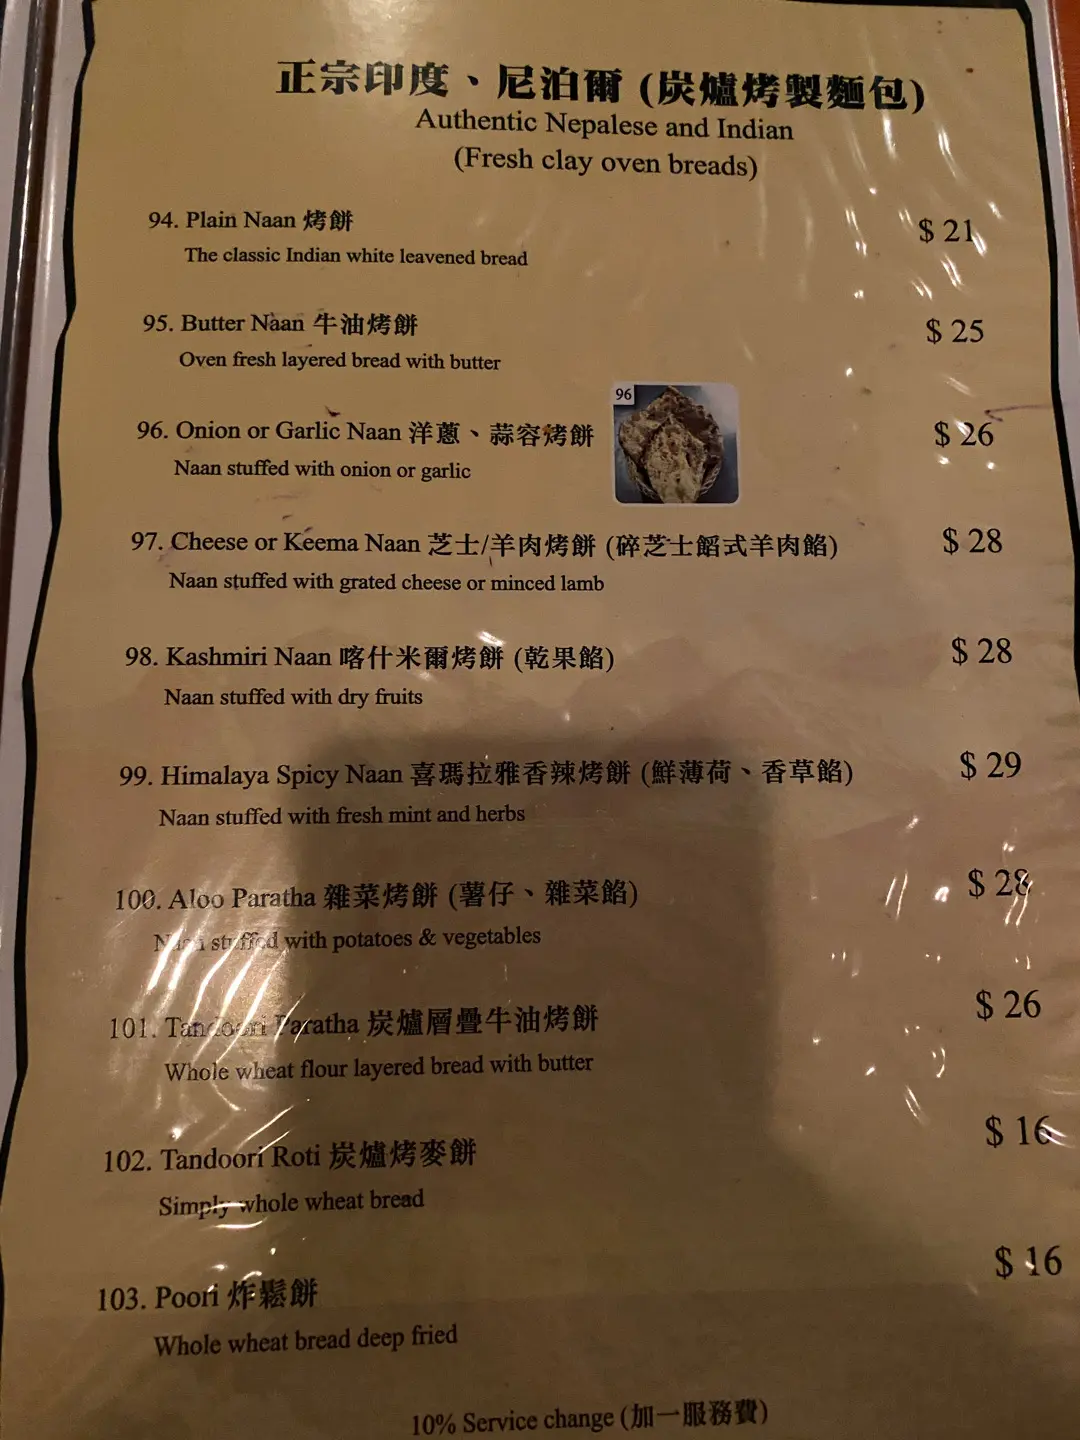 正宗印度、尼泊爾 (炭爐烤製麵包)
Authentic Nepalese and Indian
(Fresh clay oven breads)
94. Plain Naan 烤餅 $ 21
The classic Indian white leavened bread
95. Butter Naan 牛油烤餅 $ 25
Oven fresh layered bread with butter
96
96. Onion or Garlic Naan 洋蔥、蒜容烤餅 $ 26
Naan stuffed with onion or garlic
97. Cheese or Keema Naan 芝士/羊肉烤餅 (碎芝士餡式羊肉餡) $ 28
Naan stuffed with grated cheese or minced lamb
98. Kashmiri Naan 喀什米爾烤餅 (乾果餡) $ 28
Naan stuffed with dry fruits
99. Himalaya Spicy Naan 喜瑪拉雅香辣烤餅 (鮮薄荷、香草餡) $ 29
Naan stuffed with fresh mint and herbs
100. Aloo Paratha 雜菜烤餅 (薯仔、雜菜餡) $ 28
Naan stuffed with potatoes & vegetables
101. Tandoori Paratha 炭爐層疊牛油烤餅 $ 26
Whole wheat flour layered bread with butter
102. Tandoori Roti 炭爐烤麥餅 $ 16
Simply whole wheat bread
103. Poori 炸鬆餅 $ 16
Whole wheat bread deep fried
10% Service change (加一服務費)